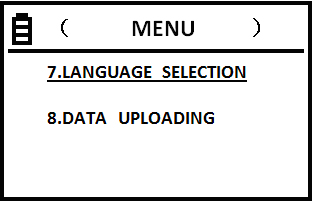 ( MENU )
7.LANGUAGE SELECTION
8.DATA UPLOADING